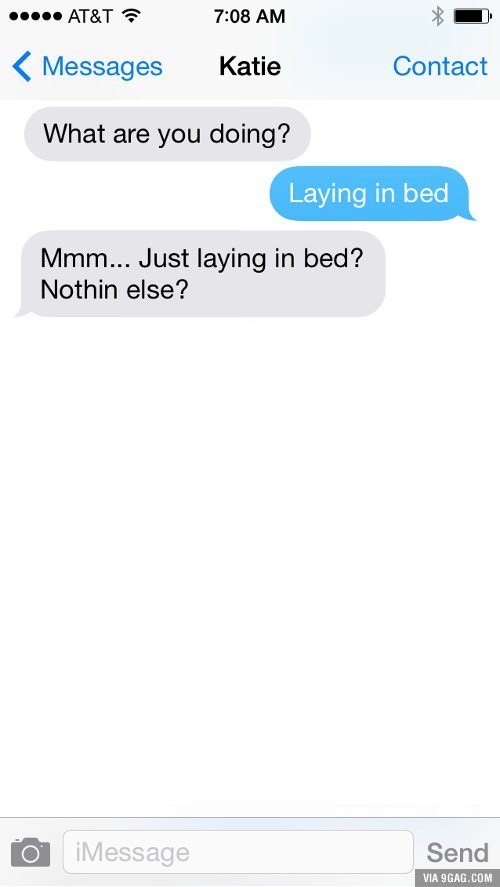 AT&T 7:08 AM
Messages Katie Contact
What are you doing?
Laying in bed
Mmm... Just laying in bed?
Nothin else?
iMessage Send
VIA 9GAG.COM